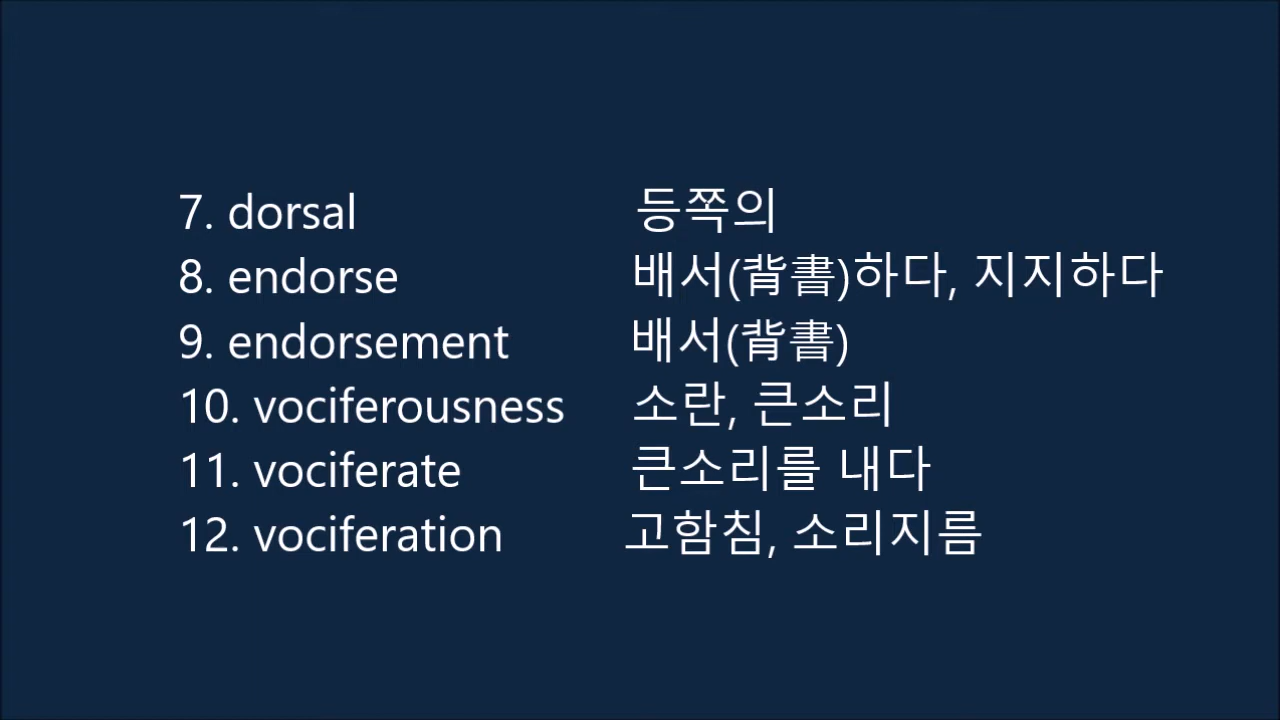 7. dorsal 등쪽의
8. endorse 배서(背書)하다, 지지하다
9. endorsement 배서(背書)
10. vociferousness 소란, 큰소리
11. vociferate 큰소리를 내다
12. vociferation 고함침, 소리지름